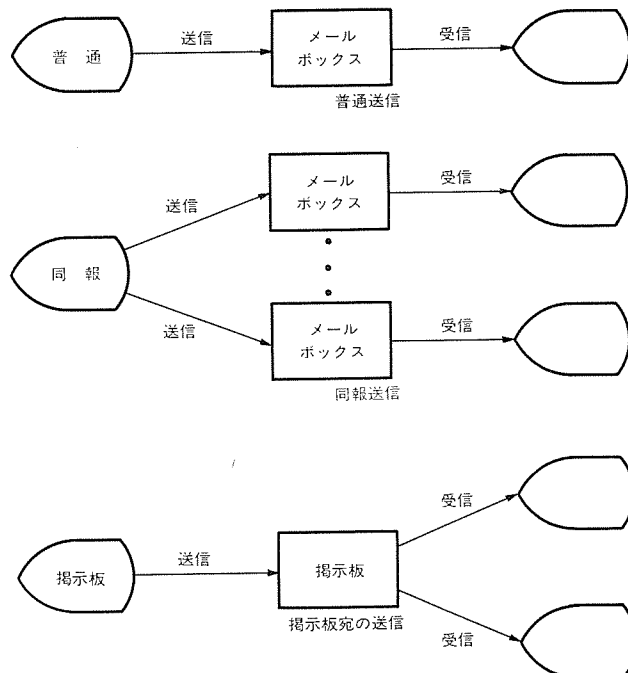 普通
送信
メール
ボックス
受信
普通送信
送信
メール
ボックス
受信
同報
送信
メール
ボックス
受信
同報送信
掲示板
送信
掲示板
受信
受信
掲示板宛の送信